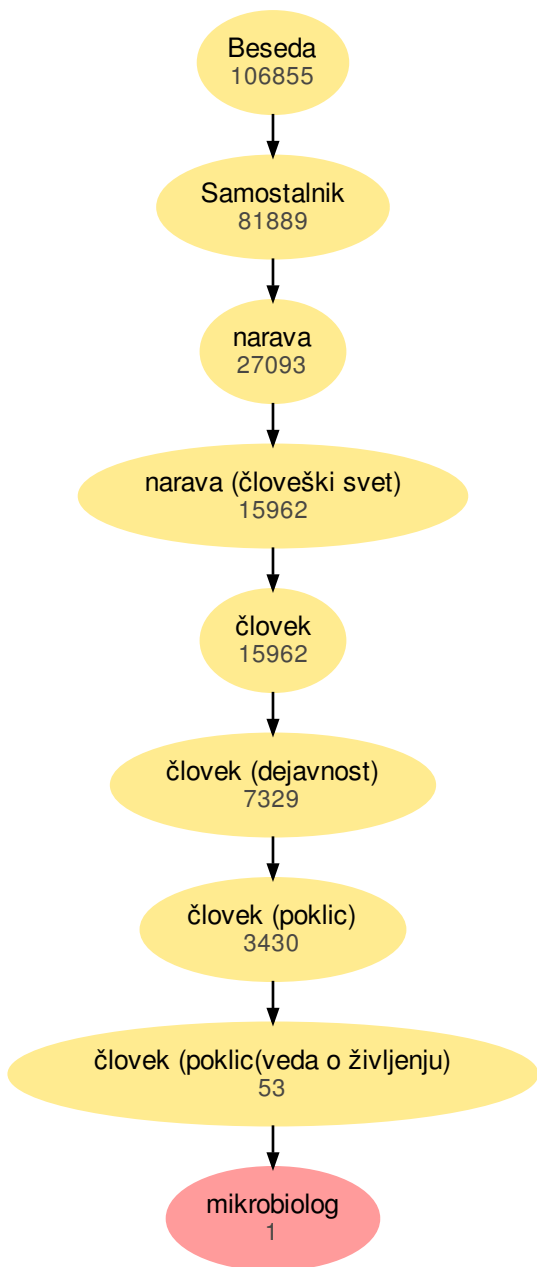 Beseda
106855
Samostalnik
81889
narava
27093
narava (človeški svet)
15962
človek
15962
človek (dejavnost)
7329
človek (poklic)
3430
človek (poklic(veda o življenju)
53
mikrobiolog
1